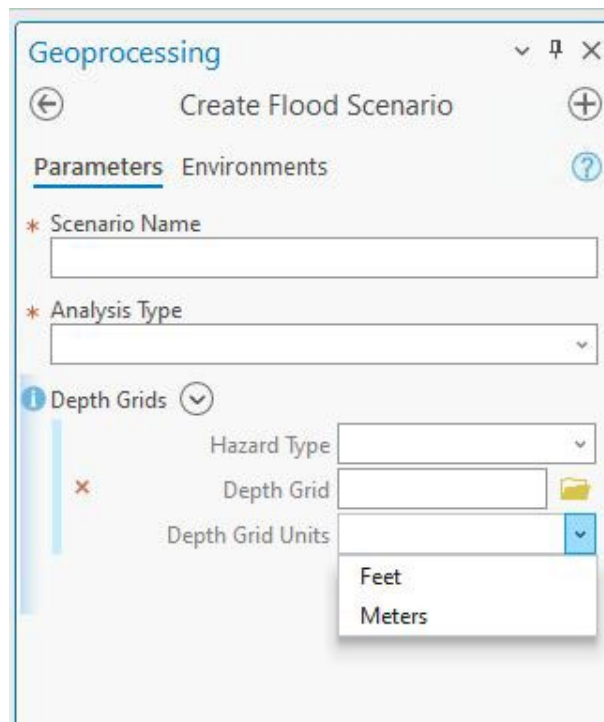 Geoprocessing
Create Flood Scenario
Parameters Environments
* Scenario Name
* Analysis Type
Depth Grids
Hazard Type
Depth Grid
Depth Grid Units
Feet
Meters